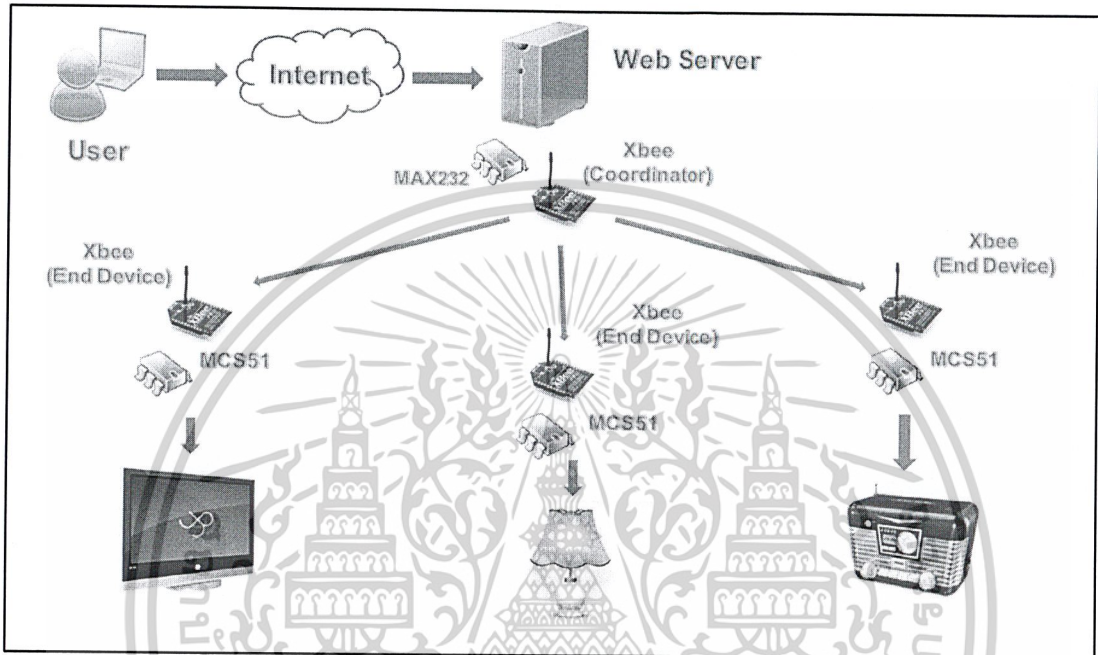 Internet
Web Server
User
MAX232
Xbee
(Coordinator)
Xbee
(End Device)
Xbee
(End Device)
Xbee
(End Device)
MCS51
MCS51
MCS51